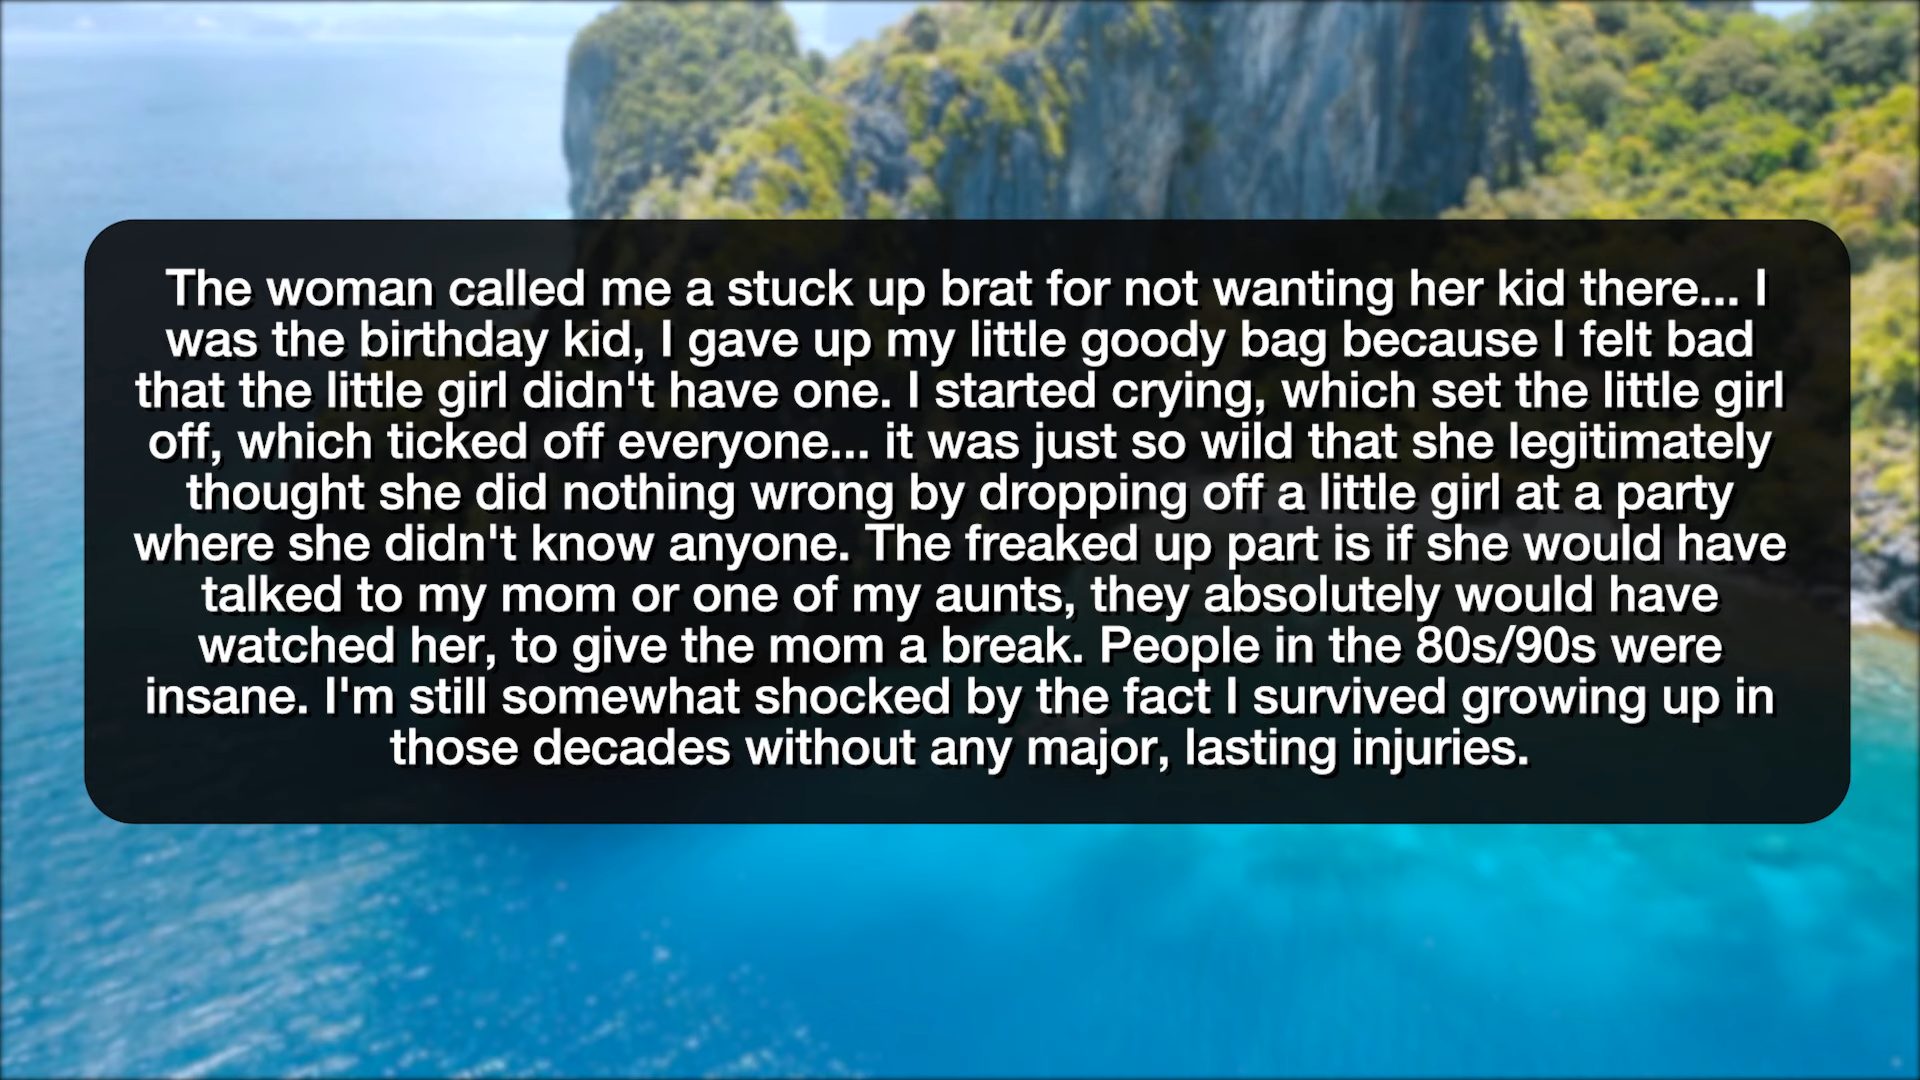 The woman called me a stuck up brat for not wanting her kid there... I
was the birthday kid, I gave up my little goody bag because I felt bad
that the little girl didn't have one. I started crying, which set the little girl
off, which ticked off everyone... it was just so wild that she legitimately
thought she did nothing wrong by dropping off a little girl at a party
where she didn't know anyone. The freaked up part is if she would have
talked to my mom or one of my aunts, they absolutely would have
watched her, to give the mom a break. People in the 80s/90s were
insane. I'm still somewhat shocked by the fact I survived growing up in
those decades without any major, lasting injuries.